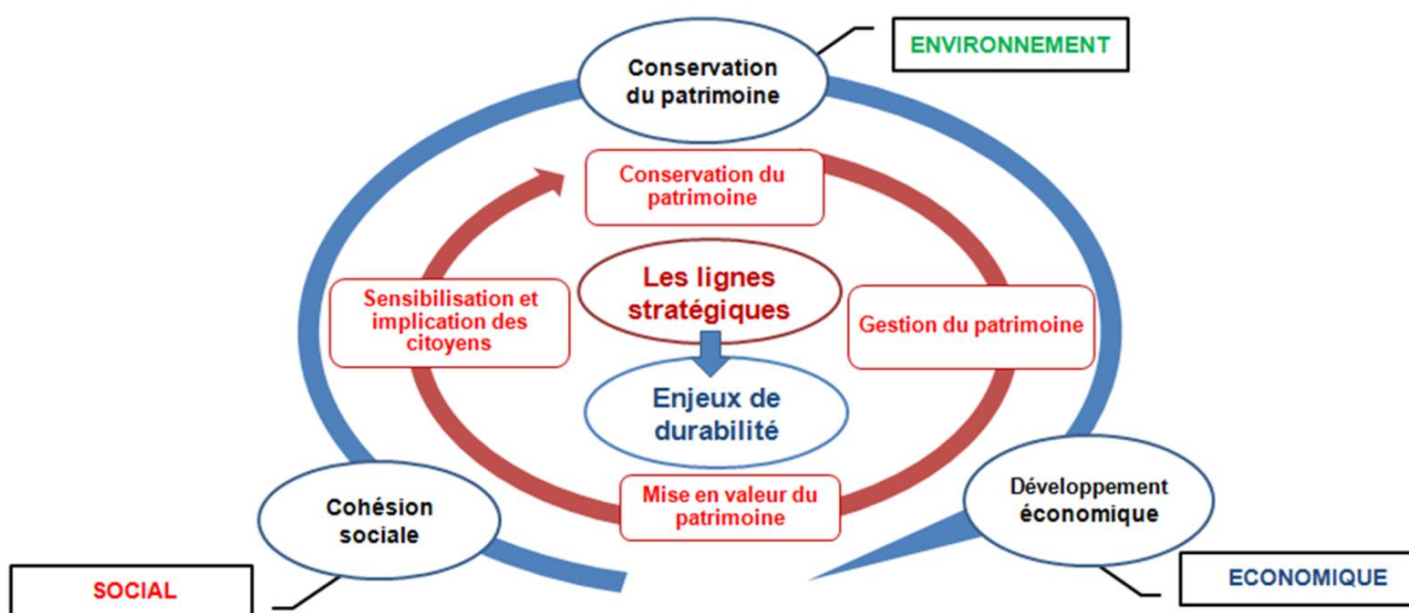 ENVIRONNEMENT
Conservation
du patrimoine
Conservation du
patrimoine
Les lignes
stratégiques
Sensibilisation et
implication des
citoyens
Gestion du patrimoine
Enjeux de
durabilité
Mise en valeur du
patrimoine
Cohésion
sociale
Développement
économique
SOCIAL
ECONOMIQUE